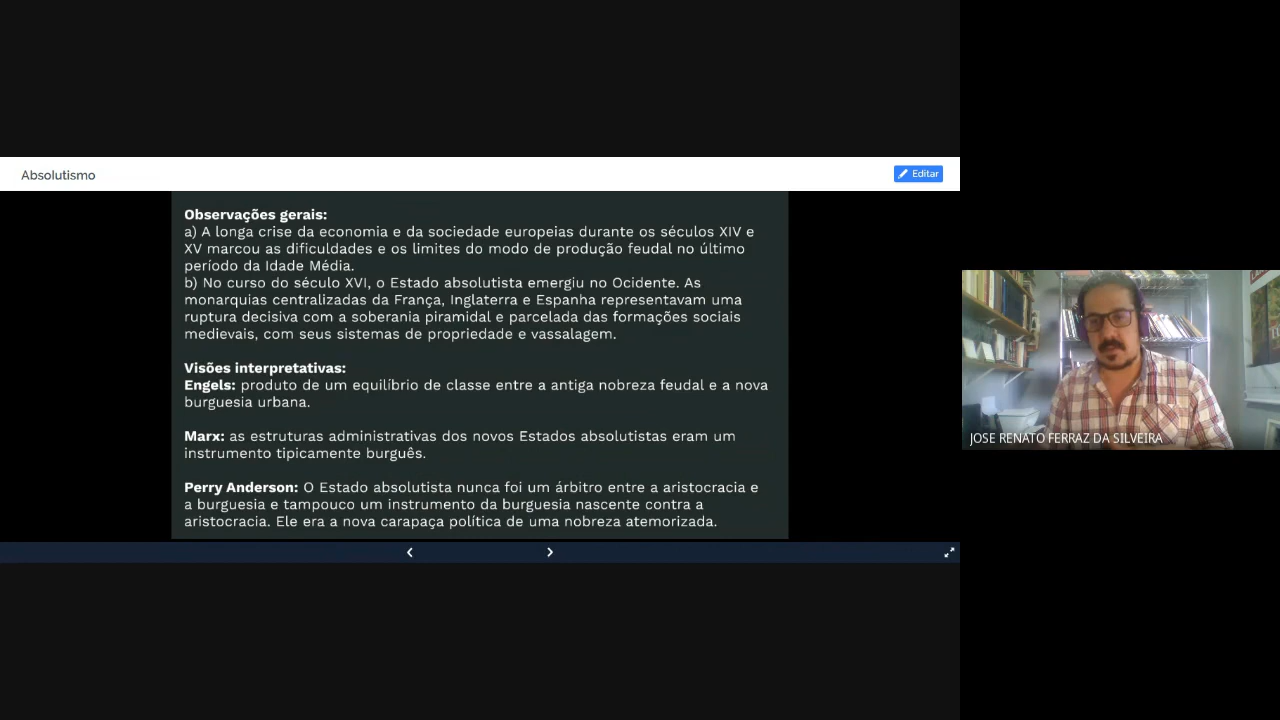 Absolutismo
Editar
Observações gerais:
a) A longa crise da economia e da sociedade europeias durante os séculos XIV e
XV marcou as dificuldades e os limites do modo de produção feudal no último
período da Idade Média.
b) No curso do século XVI, o Estado absolutista emergiu no Ocidente. As
monarquias centralizadas da França, Inglaterra e Espanha representavam uma
ruptura decisiva com a soberania piramidal e parcelada das formações sociais
medievais, com seus sistemas de propriedade e vassalagem.
Visões interpretativas:
Engels: produto de um equilíbrio de classe entre a antiga nobreza feudal e a nova
burguesia urbana.
Marx: as estruturas administrativas dos novos Estados absolutistas eram um
instrumento tipicamente burguês.
Perry Anderson: O Estado absolutista nunca foi um árbitro entre a aristocracia e
a burguesia e tampouco um instrumento da burguesia nascente contra a
aristocracia. Ele era a nova carapaça política de uma nobreza atemorizada.
JOSE RENATO FERRAZ DA SILVEIRA